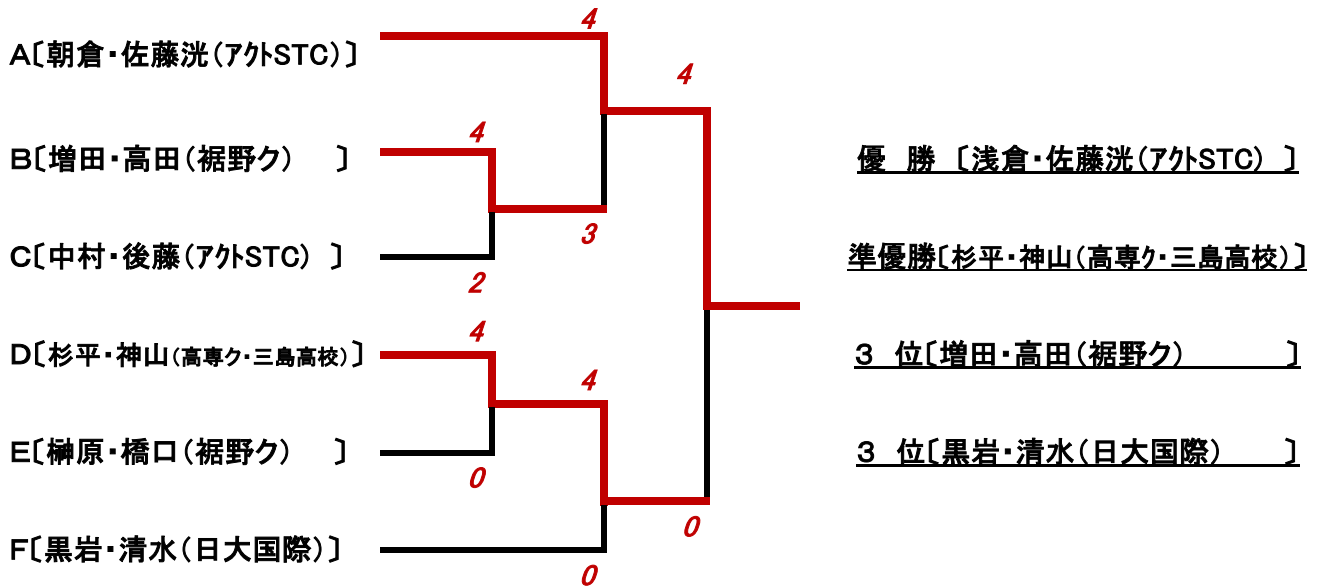 4
A〔朝倉・佐藤洸(アクトSTC)〕
4
4
B〔増田・高田(裾野ク) 〕
優 勝 〔浅倉・佐藤洸(アクトSTC) 〕
3
C〔中村・後藤(アクトSTC) 〕
準優勝〔杉平・神山(高専ク・三島高校)〕
2
4
D〔杉平・神山(高専ク・三島高校)〕
3 位〔増田・高田(裾野ク) 〕
4
E〔榊原・橋口(裾野ク) 〕
3 位〔黒岩・清水(日大国際) 〕
0
0
F〔黒岩・清水(日大国際)〕
0